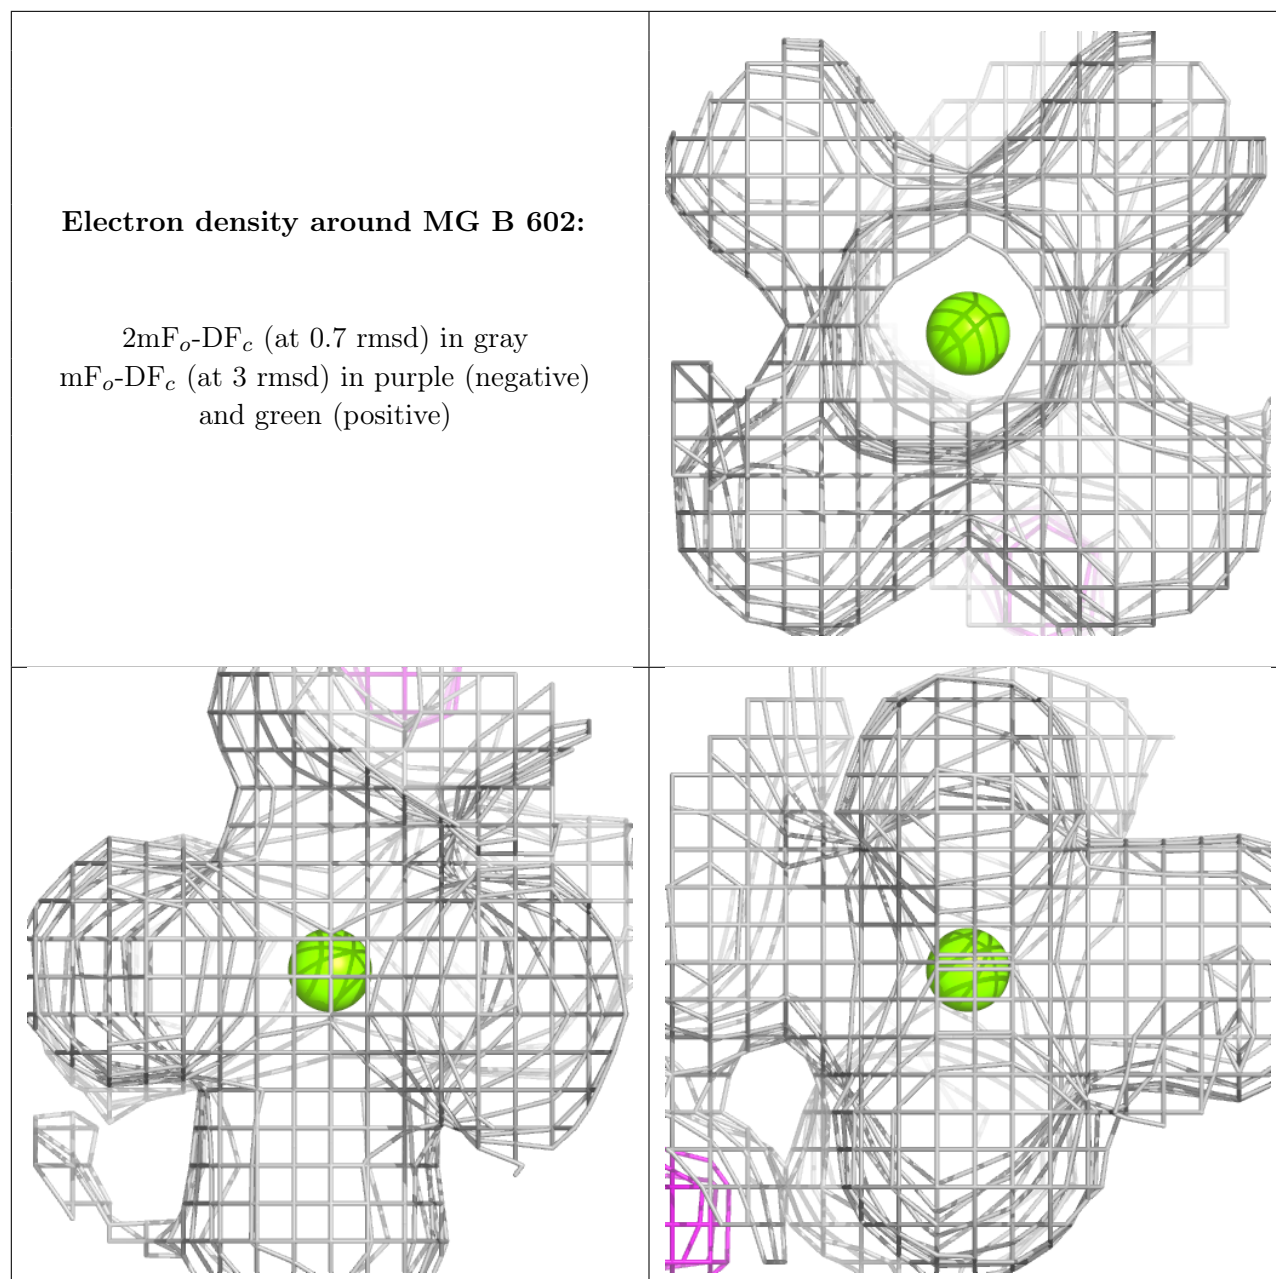 Electron density around MG B 602:
2mFo-DFc (at 0.7 rmsd) in gray
mFo-DFc (at 3 rmsd) in purple (negative)
and green (positive)